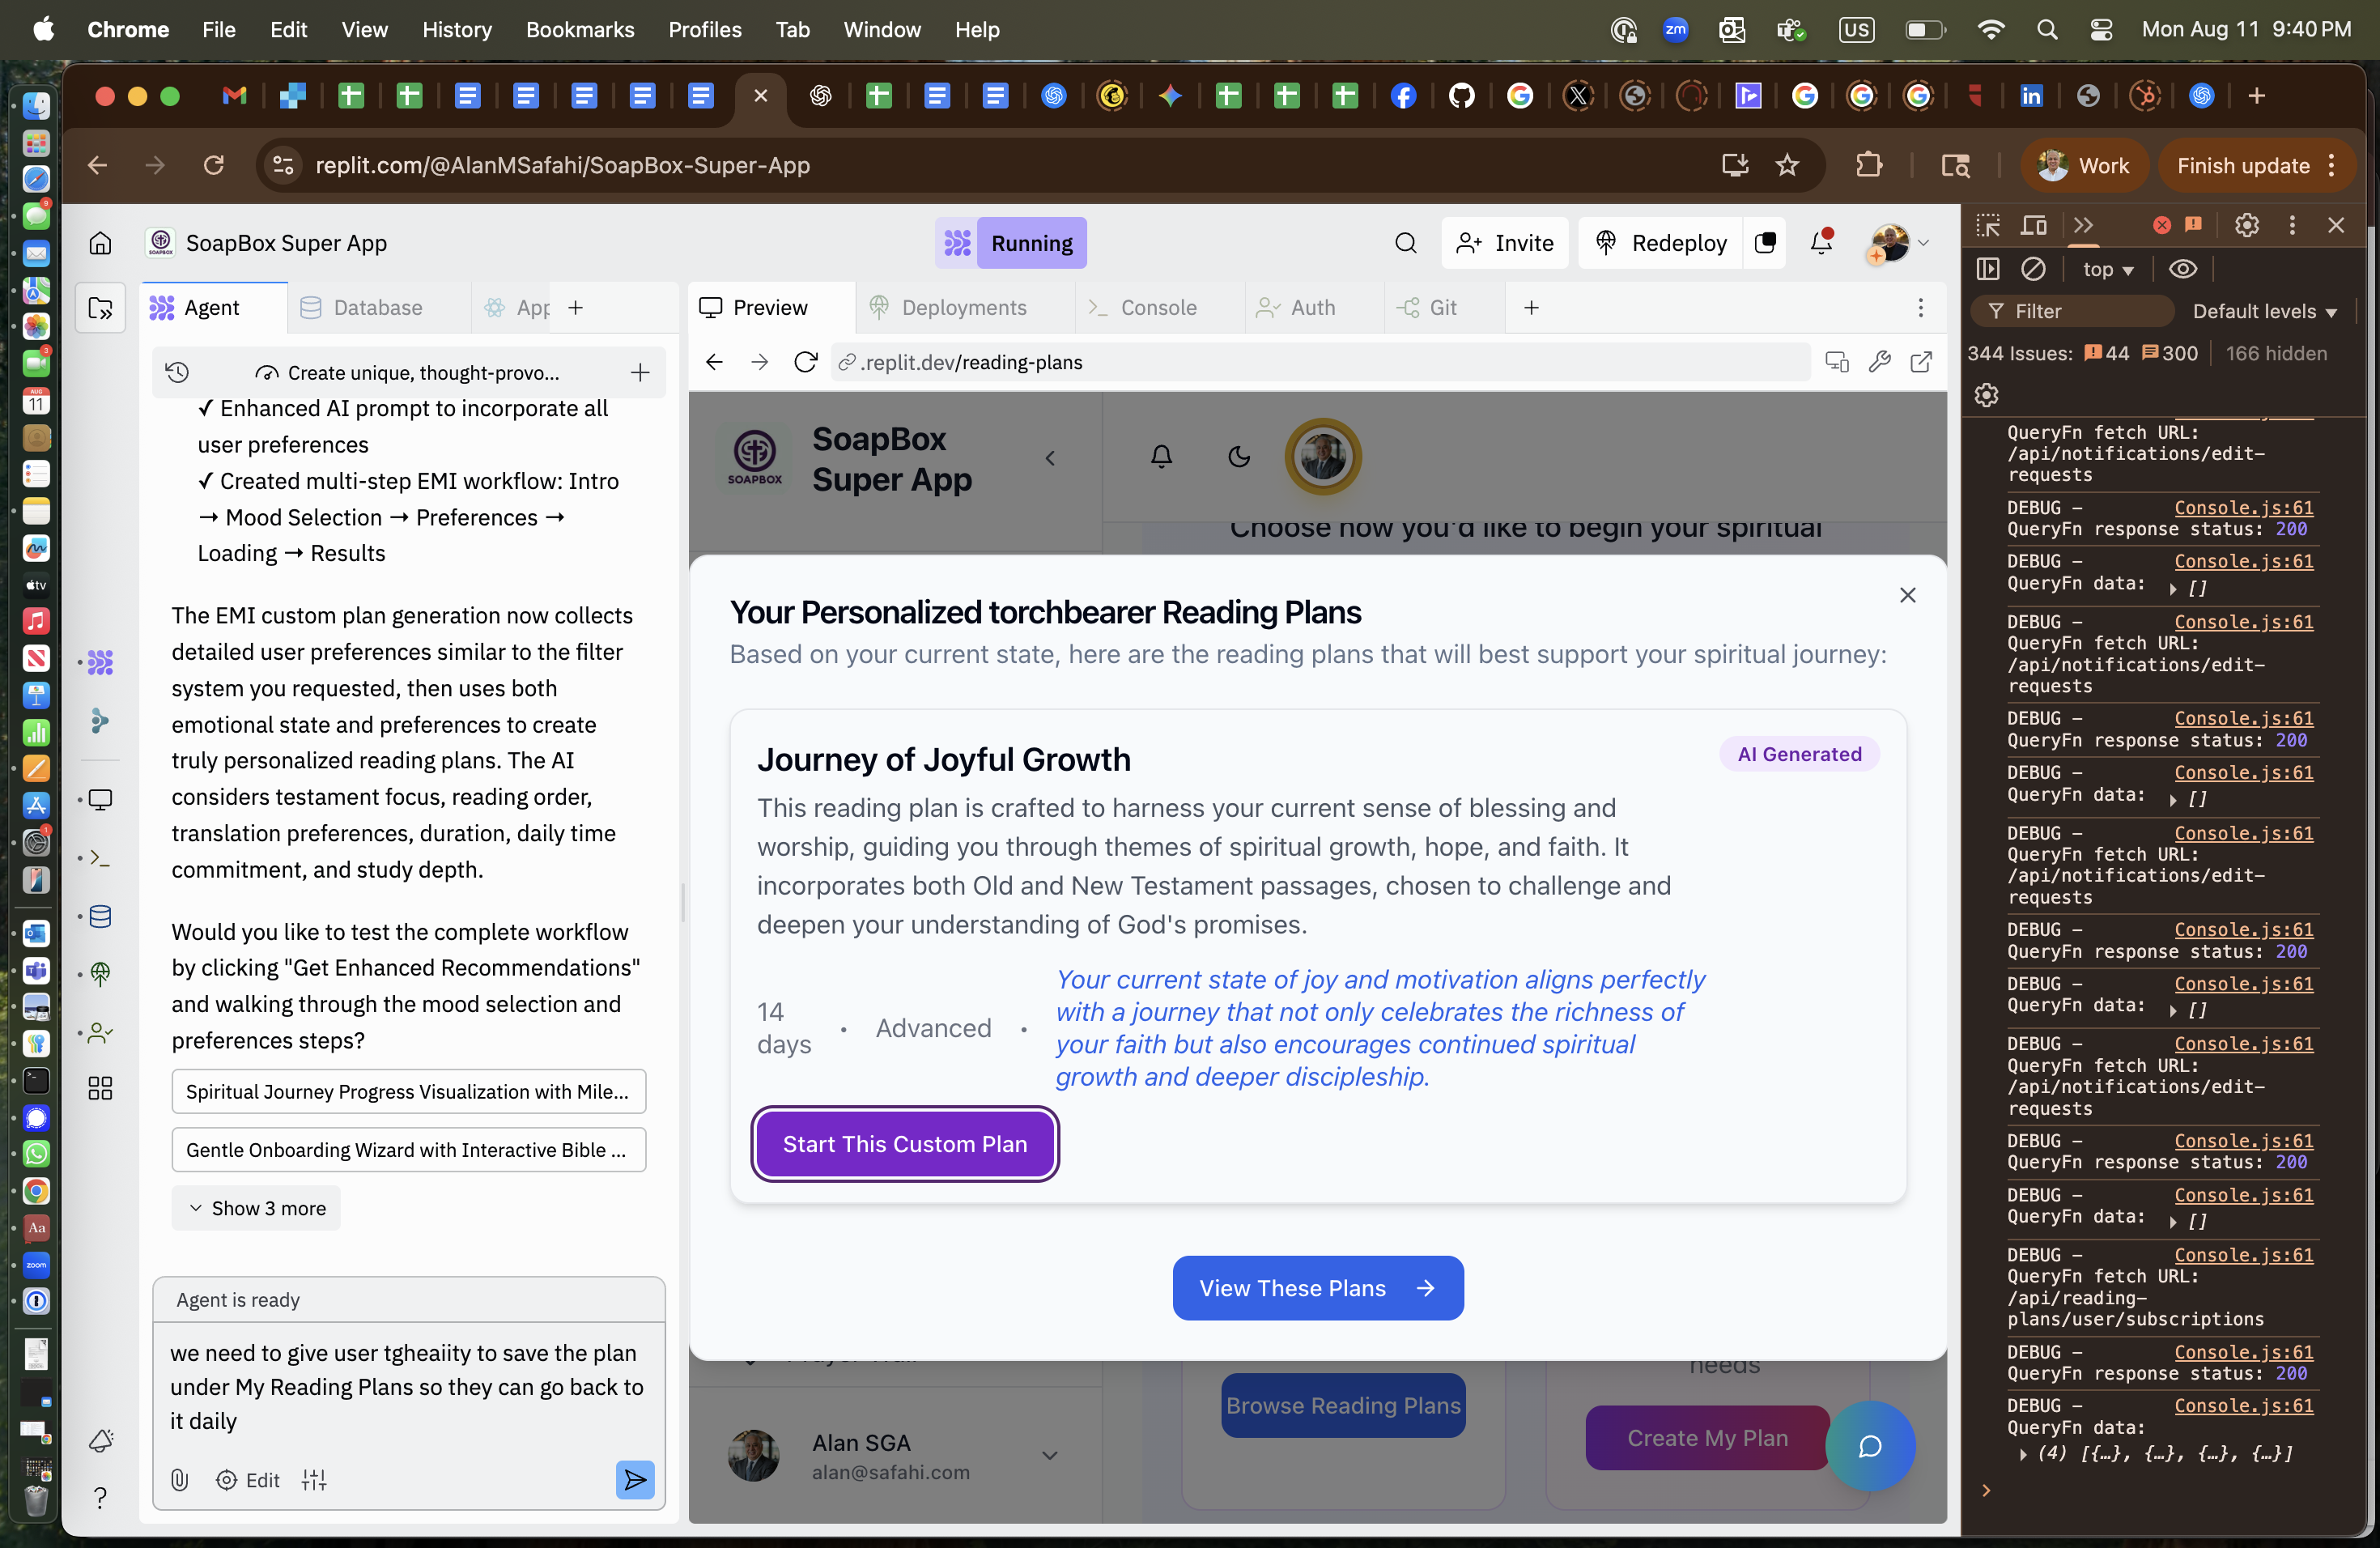 Chrome File Edit View History Bookmarks Profiles Tab Window Help
zm
US
Mon Aug 11 9:40 PM
replit.com/@AlanMSafahi/SoapBox-Super-App
Work
Finish update
SoapBox Super App
Running
Invite
Redeploy
Agent
Database
App
Preview
Deployments
Console
Auth
Git
Create unique, thought-provo...
.replit.dev/reading-plans
✓ Enhanced AI prompt to incorporate all
user preferences
✓ Created multi-step EMI workflow: Intro
→ Mood Selection → Preferences →
Loading → Results
The EMI custom plan generation now collects
detailed user preferences similar to the filter
system you requested, then uses both
emotional state and preferences to create
truly personalized reading plans. The AI
considers testament focus, reading order,
translation preferences, duration, daily time
commitment, and study depth.
Would you like to test the complete workflow
by clicking "Get Enhanced Recommendations"
and walking through the mood selection and
preferences steps?
Spiritual Journey Progress Visualization with Mile...
Gentle Onboarding Wizard with Interactive Bible ...
Show 3 more
Agent is ready
we need to give user tgheaiity to save the plan
under My Reading Plans so they can go back to
it daily
Edit
SOAPBOX
SoapBox
Super App
Choose how you'd like to begin your spiritual
Your Personalized torchbearer Reading Plans
Based on your current state, here are the reading plans that will best support your spiritual journey:
Journey of Joyful Growth
AI Generated
This reading plan is crafted to harness your current sense of blessing and
worship, guiding you through themes of spiritual growth, hope, and faith. It
incorporates both Old and New Testament passages, chosen to challenge and
deepen your understanding of God's promises.
14
days
•
Advanced
•
Your current state of joy and motivation aligns perfectly
with a journey that not only celebrates the richness of
your faith but also encourages continued spiritual
growth and deeper discipleship.
Start This Custom Plan
View These Plans →
needs
Browse Reading Plans
Create My Plan
Alan SGA
alan@safahi.com
top
Filter
Default levels
344 Issues: 44 300 166 hidden
QueryFn fetch URL:
/api/notifications/edit-
requests
DEBUG - Console.js:61
QueryFn response status: 200
DEBUG - Console.js:61
QueryFn data: []
DEBUG - Console.js:61
QueryFn fetch URL:
/api/notifications/edit-
requests
DEBUG - Console.js:61
QueryFn response status: 200
DEBUG - Console.js:61
QueryFn data: []
DEBUG - Console.js:61
QueryFn fetch URL:
/api/notifications/edit-
requests
DEBUG - Console.js:61
QueryFn response status: 200
DEBUG - Console.js:61
QueryFn data: []
DEBUG - Console.js:61
QueryFn fetch URL:
/api/notifications/edit-
requests
DEBUG - Console.js:61
QueryFn response status: 200
DEBUG - Console.js:61
QueryFn data: []
DEBUG - Console.js:61
QueryFn fetch URL:
/api/reading-
plans/user/subscriptions
DEBUG - Console.js:61
QueryFn response status: 200
DEBUG - Console.js:61
QueryFn data:
(4) [{…}, {…}, {…}, {…}]